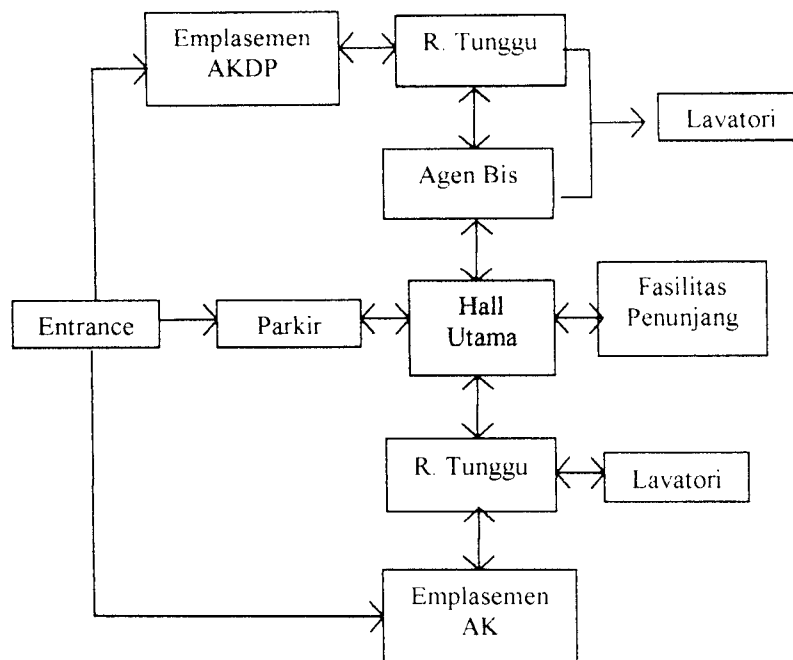 Emplasemen
AKDP
R. Tunggu
Lavatori
Agen Bis
Entrance
Parkir
Hall
Utama
Fasilitas
Penunjang
R. Tunggu
Lavatori
Emplasemen
AK